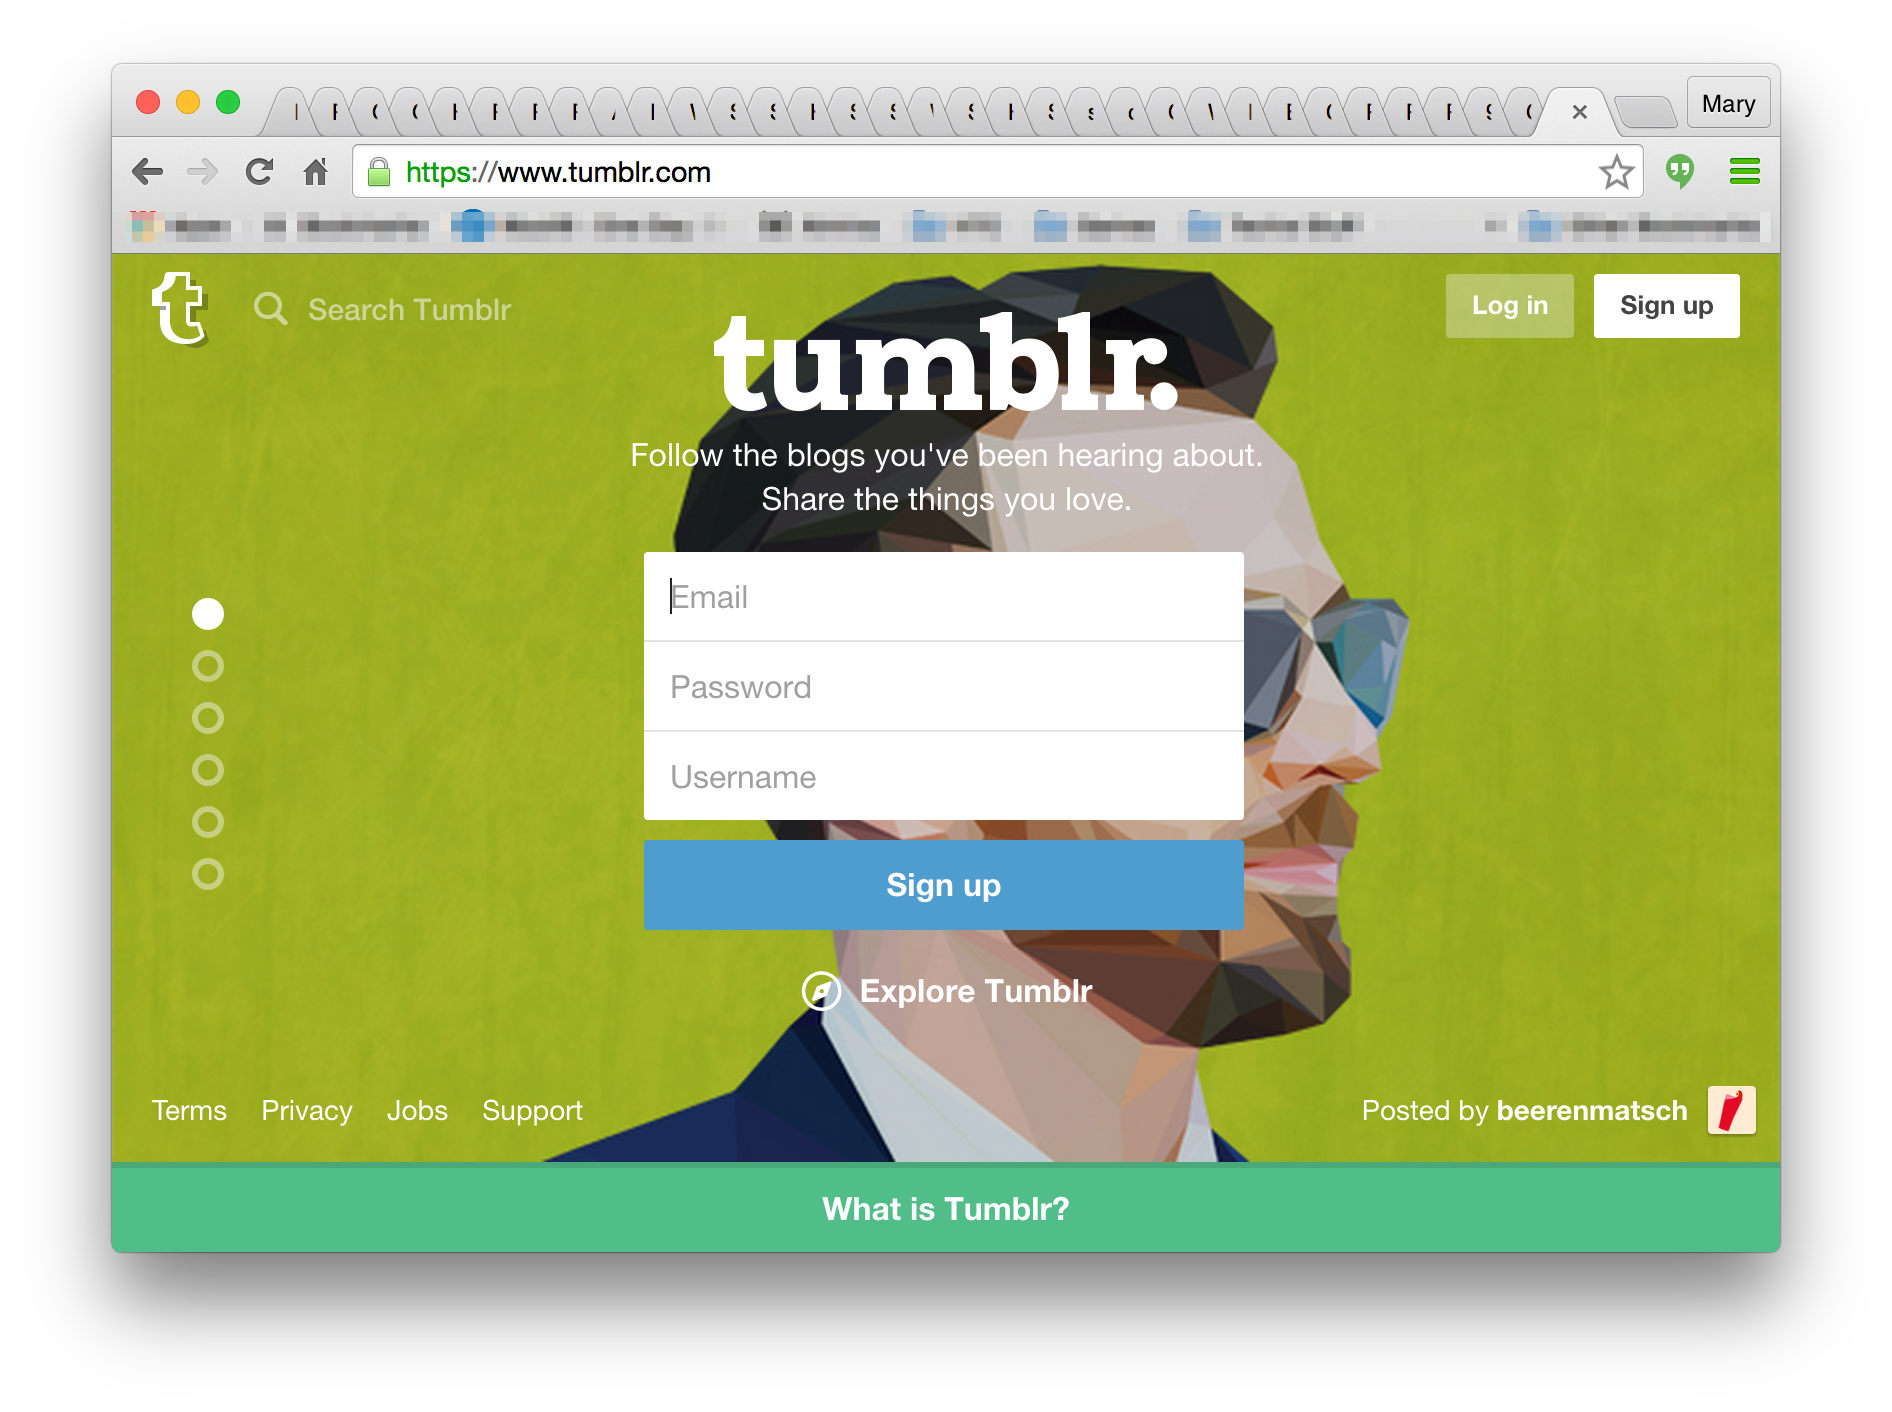 Mary
https://www.tumblr.com
t Search Tumblr Log in Sign up
tumblr.
Follow the blogs you've been hearing about.
Share the things you love.
Email
Password
Username
Sign up
Explore Tumblr
Terms Privacy Jobs Support
Posted by beerenmatsch
What is Tumblr?